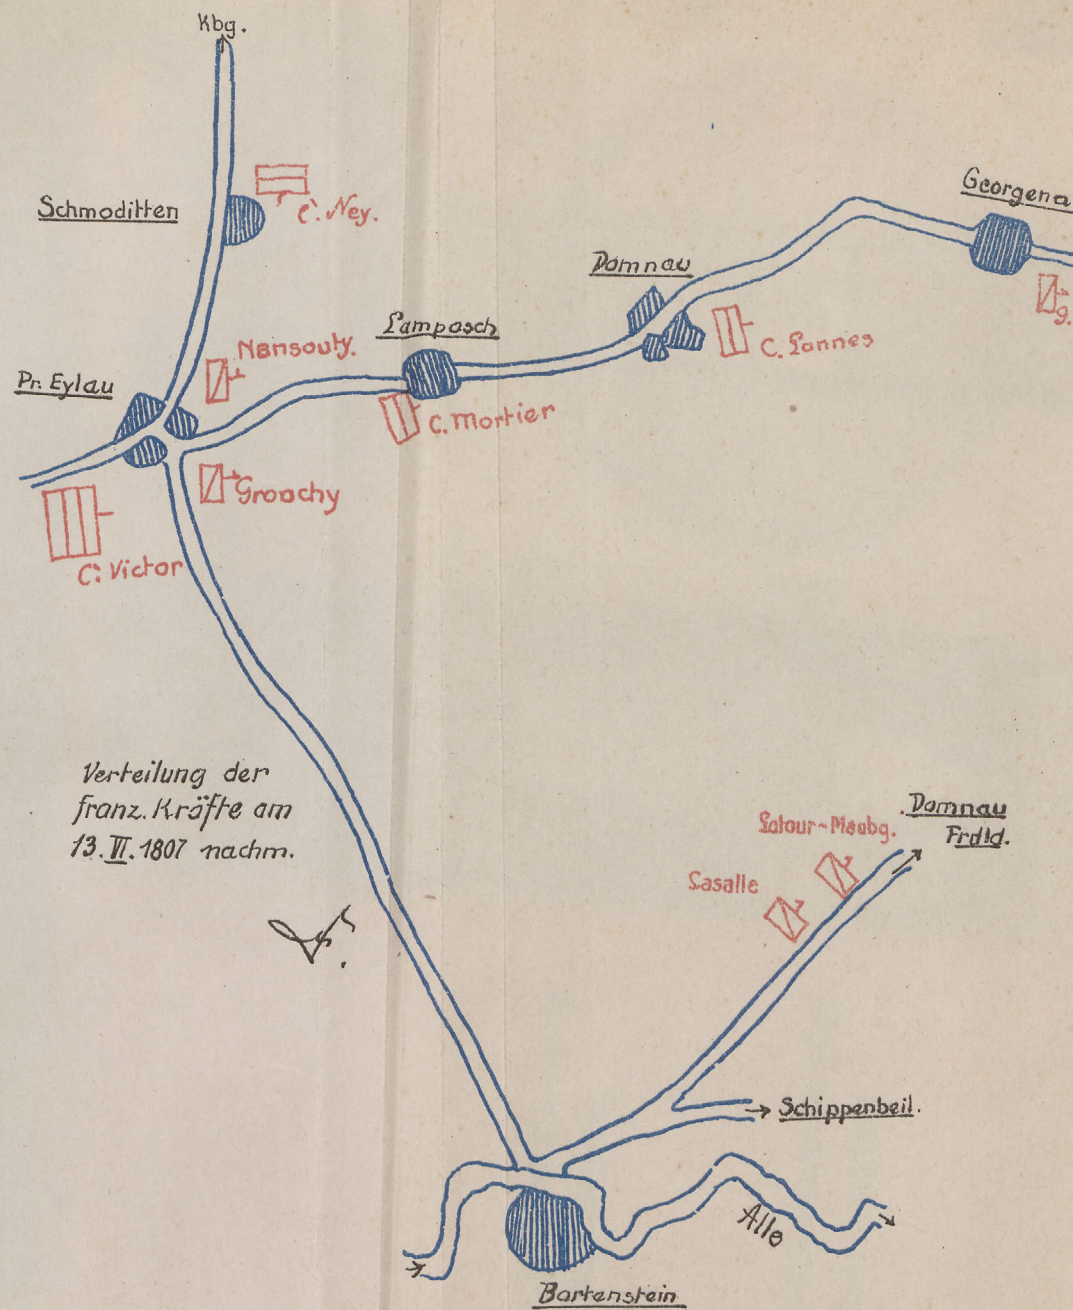 Kbg.
Schmoditten
C. Ney.
Georgena
Domnau
g.
Lampasch
Nansouty.
C. Lannes
Pr. Eylau
C. Mortier
Grouchy
C. Victor
Verteilung der
franz. Kräfte am
13. VI. 1807 nachm.
Domnau
Frdld.
Latour-Maubg.
Lasalle
Schippenbeil.
Alle
Bartenstein